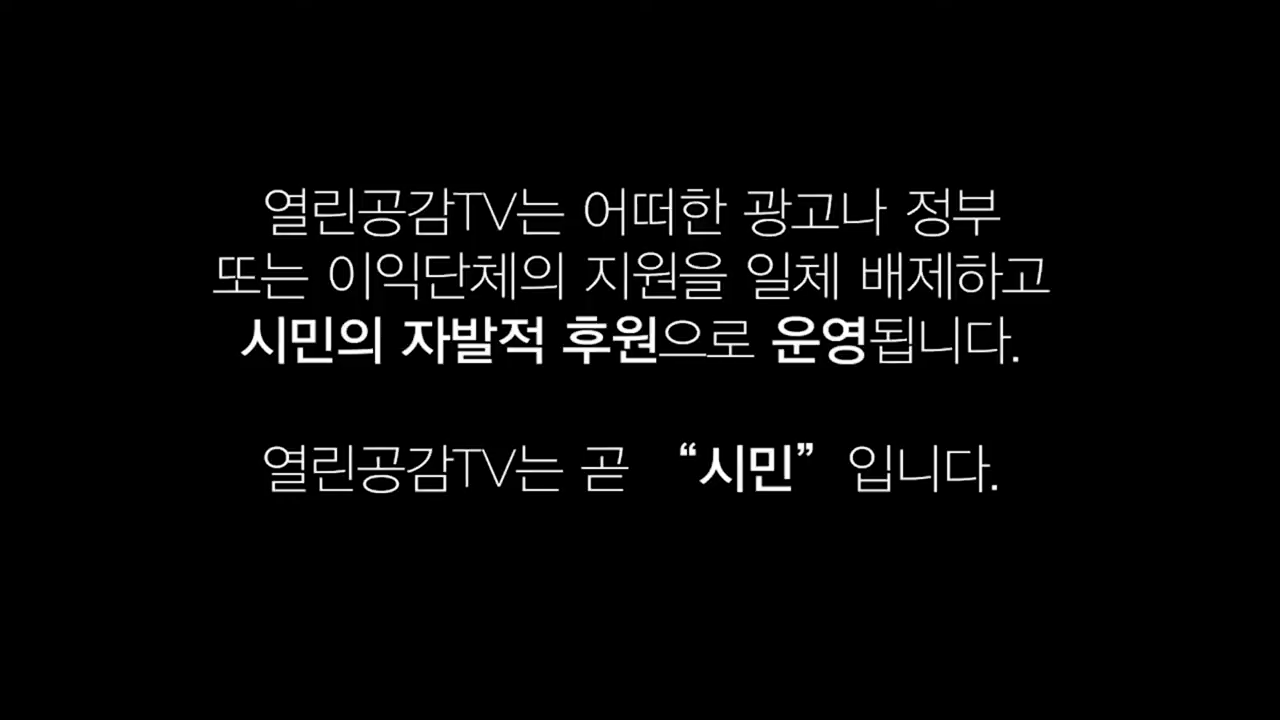 열린공감TV는 어떠한 광고나 정부
또는 이익단체의 지원을 일체 배제하고
시민의 자발적 후원으로 운영됩니다.
열린공감TV는 곧 “시민” 입니다.